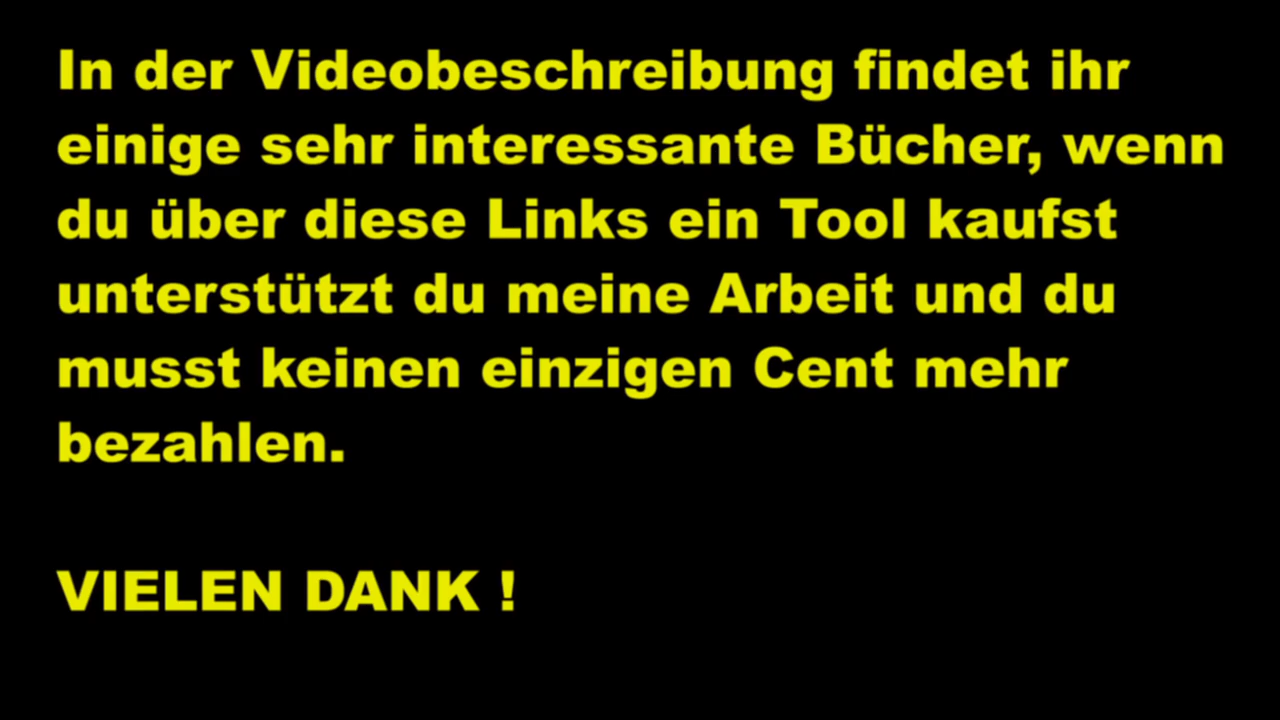 In der Videobeschreibung findet ihr
einige sehr interessante Bücher, wenn
du über diese Links ein Tool kaufst
unterstützt du meine Arbeit und du
musst keinen einzigen Cent mehr
bezahlen.
VIELEN DANK !